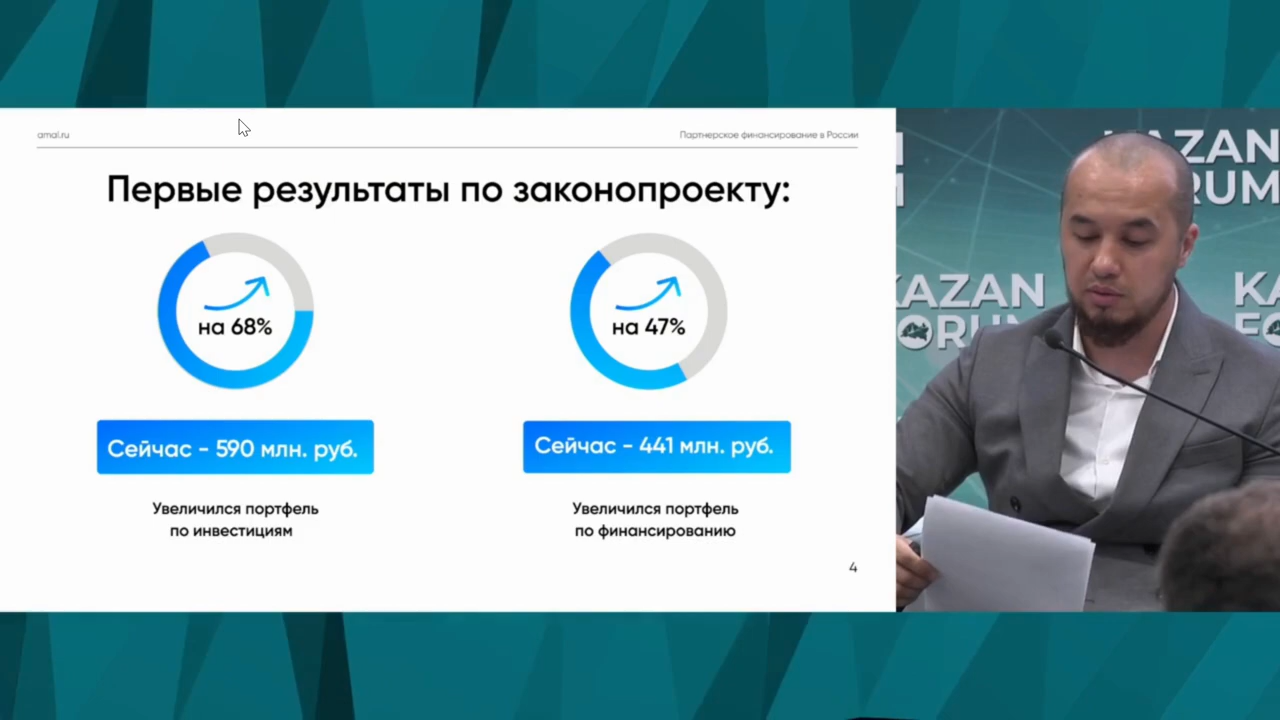 amal.ru
Партнерское финансирование в России
Первые результаты по законопроекту:
на 68%
на 47%
Сейчас - 590 млн. руб.
Сейчас - 441 млн. руб.
Увеличился портфель
по инвестициям
Увеличился портфель
по финансированию
4
KAZAN
RUM
KAZAN
FORUM